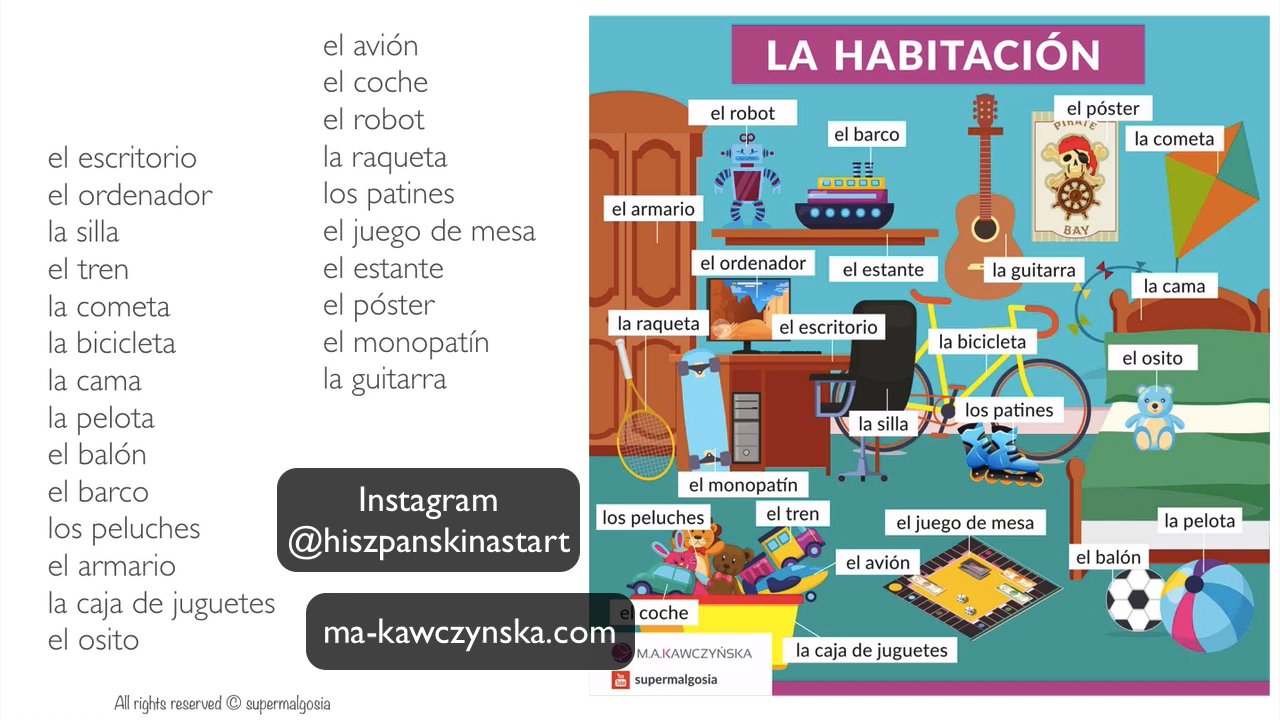 el escritorio
el ordenador
la silla
el tren
la cometa
la bicicleta
la cama
la pelota
el balón
el barco
los peluches
el armario
la caja de juguetes
el osito
el avión
el coche
el robot
la raqueta
los patines
el juego de mesa
el estante
el póster
el monopatín
la guitarra
Instagram
@hiszpanskinastart
ma-kawczynska.com
All rights reserved © supermalgosia
LA HABITACIÓN
el robot
el póster
el barco
PIRATE
la cometa
el armario
BAY
el ordenador
el estante
la guitarra
la cama
la raqueta
el escritorio
la bicicleta
el osito
la silla
los patines
el monopatín
los peluches
el tren
el juego de mesa
la pelota
el avión
el balón
el coche
la caja de juguetes
M.A.KAWCZYŃSKA
You Tube
supermalgosia